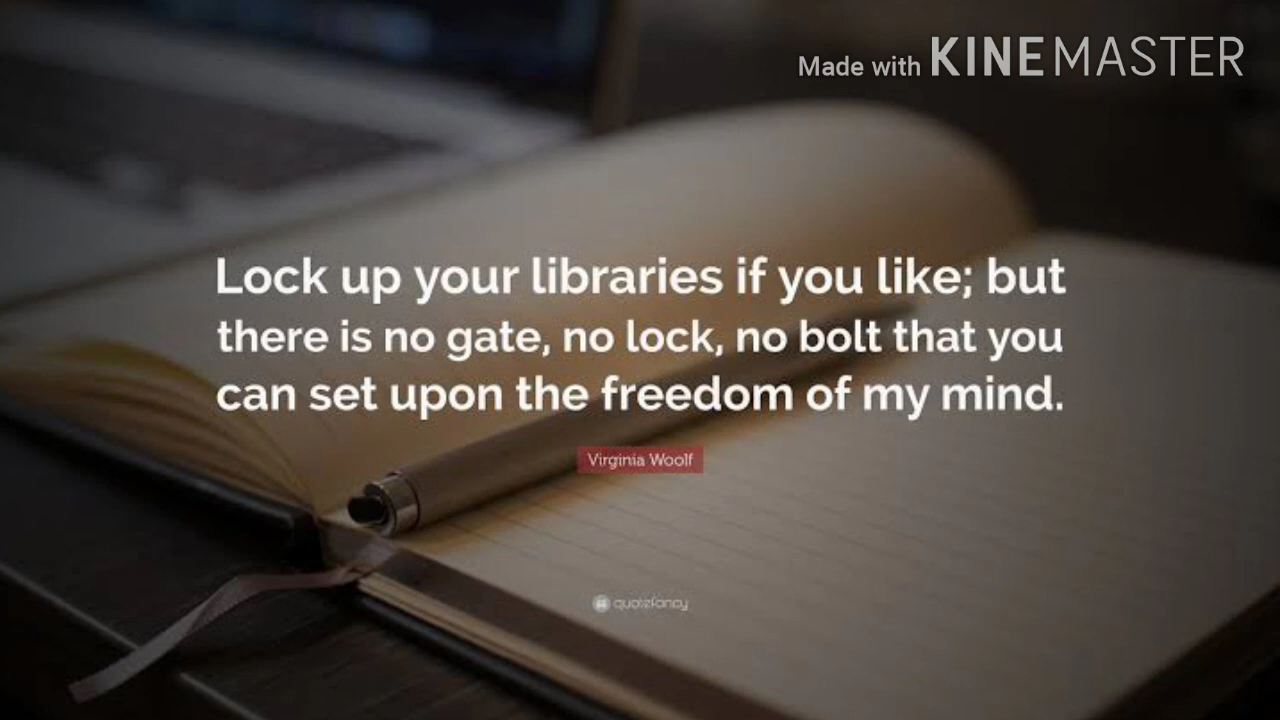 Made with KINEMASTER
Lock up your libraries if you like; but
there is no gate, no lock, no bolt that you
can set upon the freedom of my mind.
Virginia Woolf
quotefancy